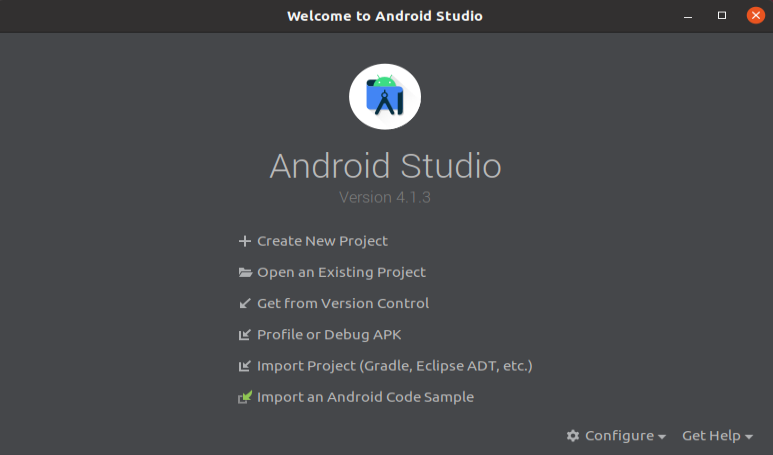 Welcome to Android Studio
Android Studio
Version 4.1.3
Create New Project
Open an Existing Project
Get from Version Control
Profile or Debug APK
Import Project (Gradle, Eclipse ADT, etc.)
Import an Android Code Sample
Configure Get Help